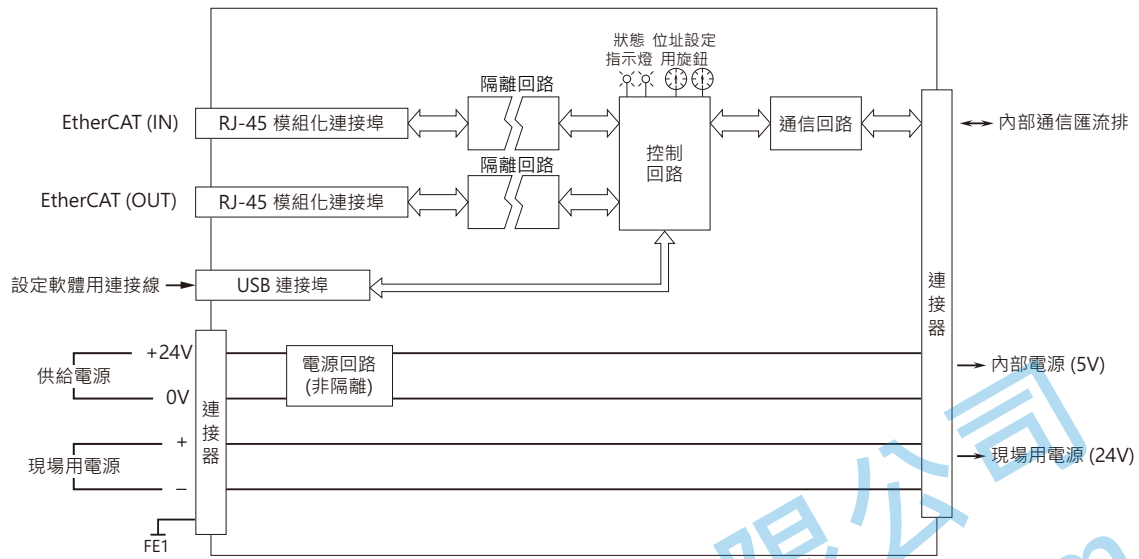 狀態 位址設定
指示燈 用旋鈕
隔離回路
EtherCAT (IN)
RJ-45 模組化連接埠
控制
回路
通信回路
內部通信匯流排
隔離回路
EtherCAT (OUT)
RJ-45 模組化連接埠
設定軟體用連接線
USB 連接埠
連接器
+24V
供給電源
0V
電源回路
(非隔離)
內部電源 (5V)
連接器
+
現場用電源
−
現場用電源 (24V)
FE1
限公司